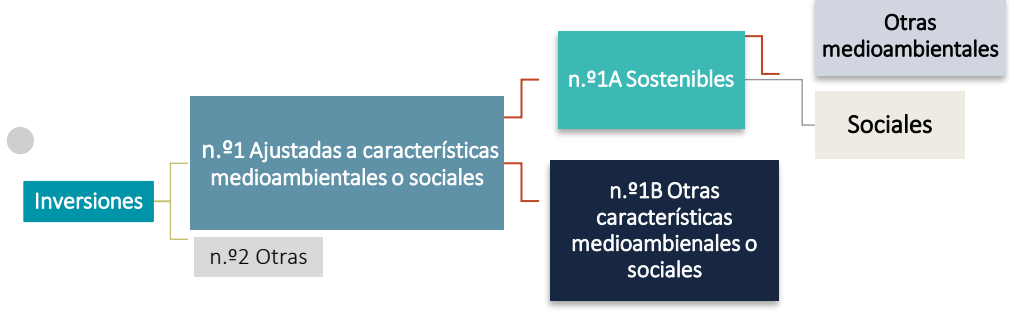 Inversiones
n.º1 Ajustadas a características
medioambientales o sociales
n.º2 Otras
n.º1A Sostenibles
n.º1B Otras
características
medioambienales o
sociales
Otras
medioambientales
Sociales